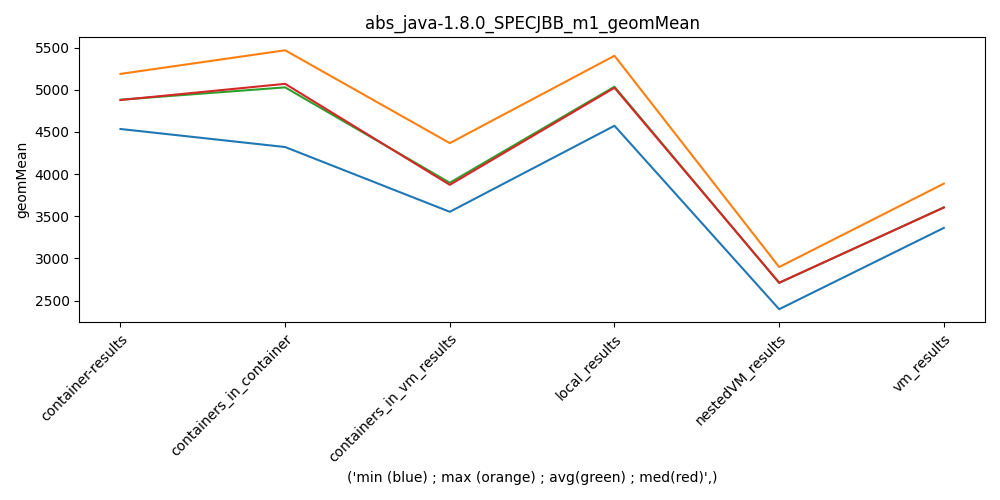 abs_java-1.8.0_SPECJBB_m1_geomMean
geomMean
5500
5000
4500
4000
3500
3000
2500
container-results
containers_in_container
containers_in_vm_results
local_results
nestedVM_results
vm_results
('min (blue) ; max (orange) ; avg(green) ; med(red)',)